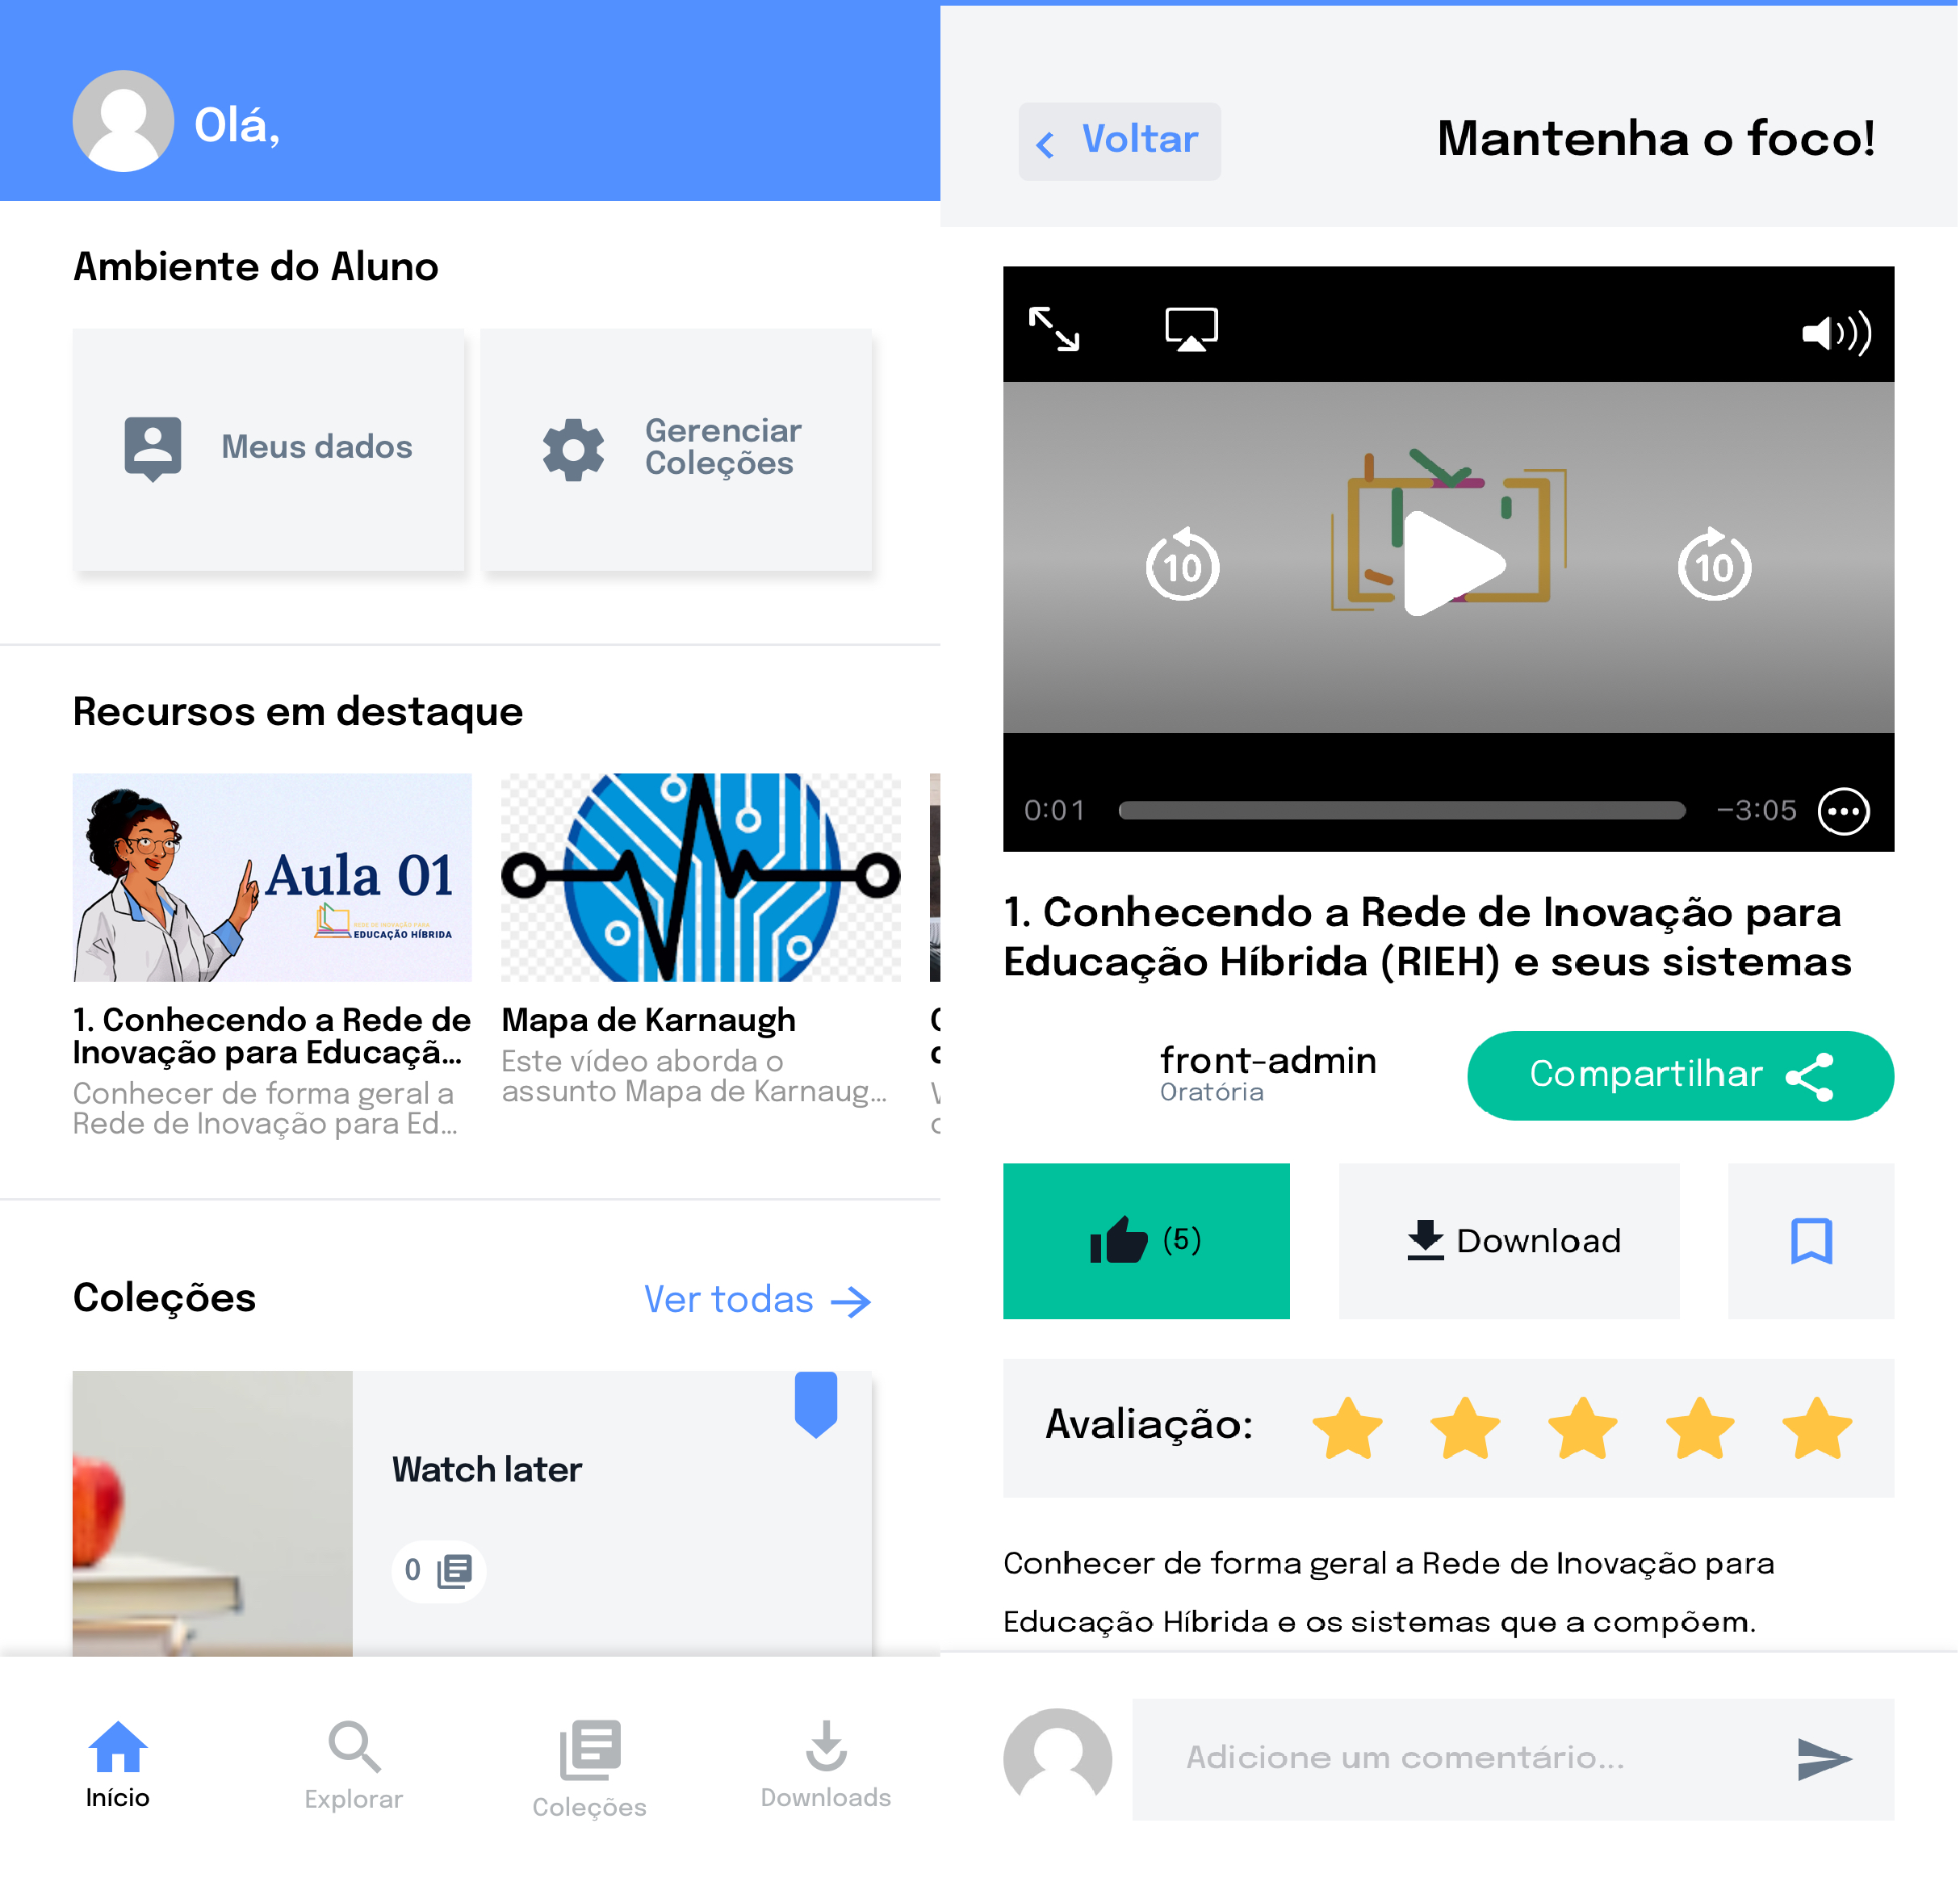 Olá,
Ambiente do Aluno
Meus dados
Gerenciar
Coleções
Recursos em destaque
Aula 01
EDUCAÇÃO HÍBRIDA
1. Conhecendo a Rede de
Inovação para Educaçã...
Conhecer de forma geral a
Rede de Inovação para Ed...
Mapa de Karnaugh
Este vídeo aborda o
assunto Mapa de Karnaug...
Coleções
Ver todas
Watch later
0
Início
Explorar
Coleções
Downloads
Voltar
Mantenha o foco!
10
10
0:01
-3:05
1. Conhecendo a Rede de Inovação para
Educação Híbrida (RIEH) e seus sistemas
front-admin
Oratória
Compartilhar
(5)
Download
Avaliação:
Conhecer de forma geral a Rede de Inovação para
Educação Híbrida e os sistemas que a compõem.
Adicione um comentário...